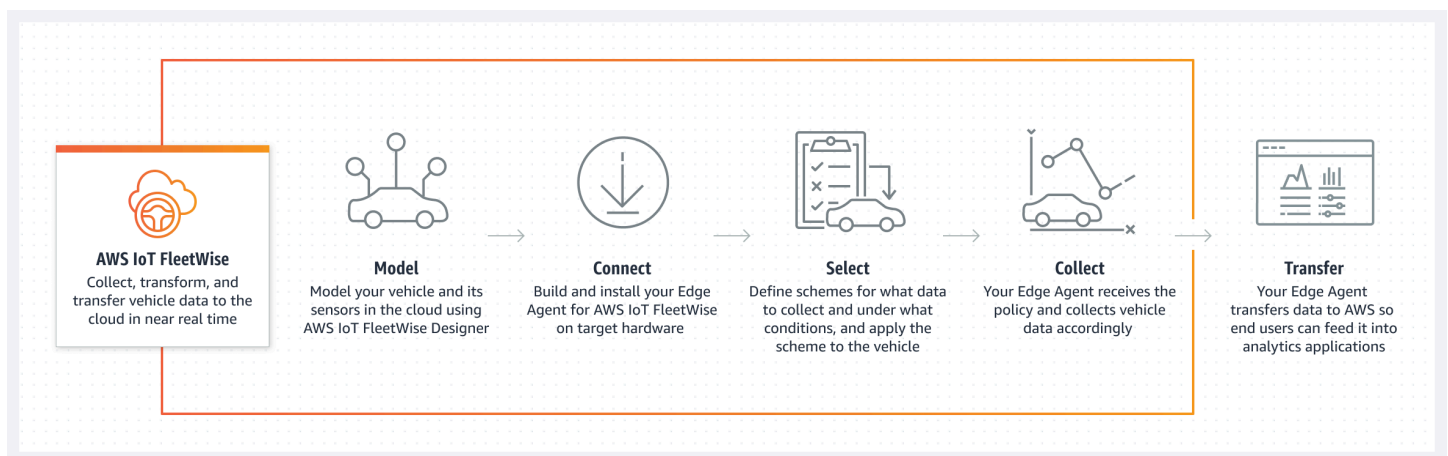 AWS IoT FleetWise
Collect, transform, and
transfer vehicle data to the
cloud in near real time
Model
Model your vehicle and its
sensors in the cloud using
AWS IoT FleetWise Designer
Connect
Build and install your Edge
Agent for AWS IoT FleetWise
on target hardware
Select
Define schemes for what data
to collect and under what
conditions, and apply the
scheme to the vehicle
Collect
Your Edge Agent receives the
policy and collects vehicle
data accordingly
Transfer
Your Edge Agent
transfers data to AWS so
end users can feed it into
analytics applications